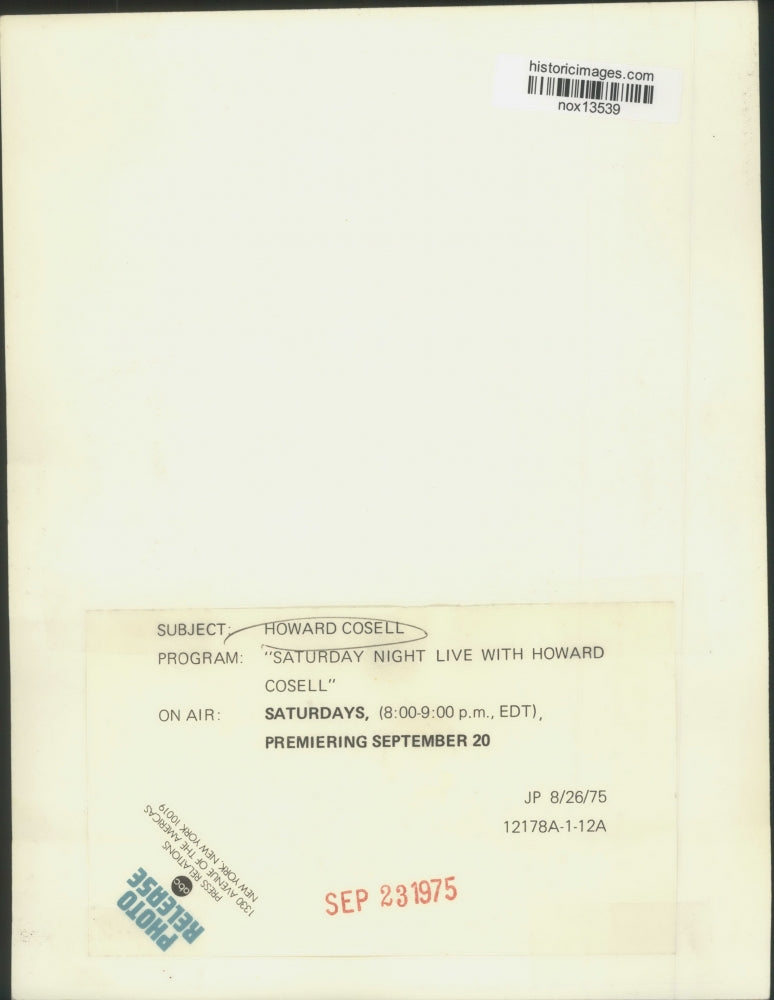 historicimages.com
nox13539
SUBJECT: HOWARD COSELL
PROGRAM: "SATURDAY NIGHT LIVE WITH HOWARD
COSELL"
ON AIR: SATURDAYS, (8:00-9:00 p.m., EDT),
PREMIERING SEPTEMBER 20
JP 8/26/75
12178A-1-12A
PHOTO
RELEASE
abc
PRESS RELATIONS
1330 AVENUE OF THE AMERICAS
NEW YORK, NEW YORK 10019
SEP 23 1975